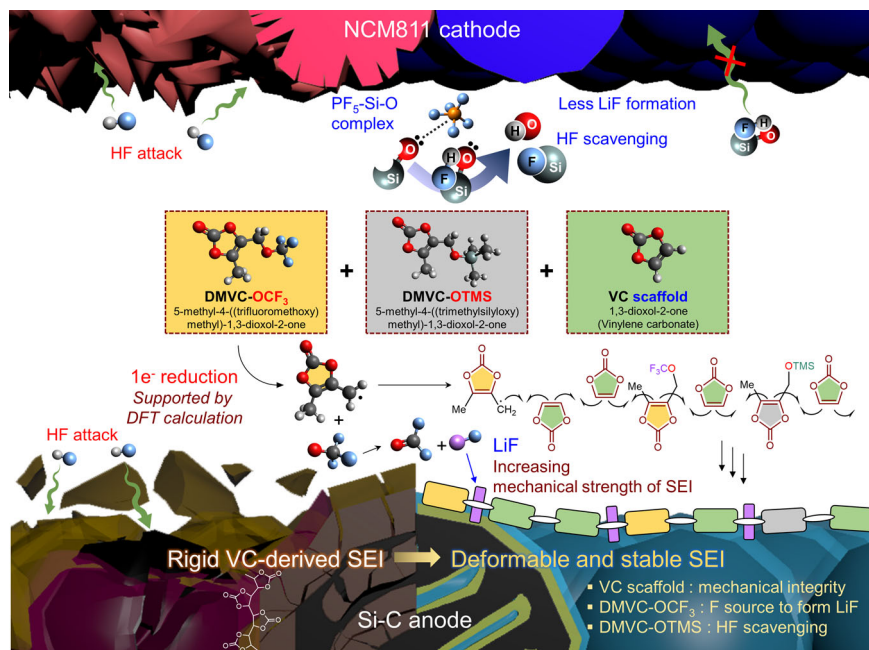 NCM811 cathode
HF attack
PF₅-Si-O
complex
Less LiF formation
HF scavenging
O
H
O
F
Si
Si
H
O
F
Si
F
H
O
Si
DMVC-OCF₃
5-methyl-4-((trifluoromethoxy)
methyl)-1,3-dioxol-2-one
+
DMVC-OTMS
5-methyl-4-((trimethylsilyloxy)
methyl)-1,3-dioxol-2-one
+
VC scaffold
1,3-dioxol-2-one
(Vinylene carbonate)
1e⁻ reduction
Supported by
DFT calculation
+
+
LiF
Increasing
mechanical strength of SEI
O
O
O
Me
CH₂
O
O
O
O
O
O
F₃CO
Me
O
O
O
O
O
O
OTMS
Me
O
O
O
O
O
O
HF attack
Rigid VC-derived SEI
Deformable and stable SEI
Si-C anode
▪ VC scaffold : mechanical integrity
▪ DMVC-OCF₃ : F source to form LiF
▪ DMVC-OTMS : HF scavenging